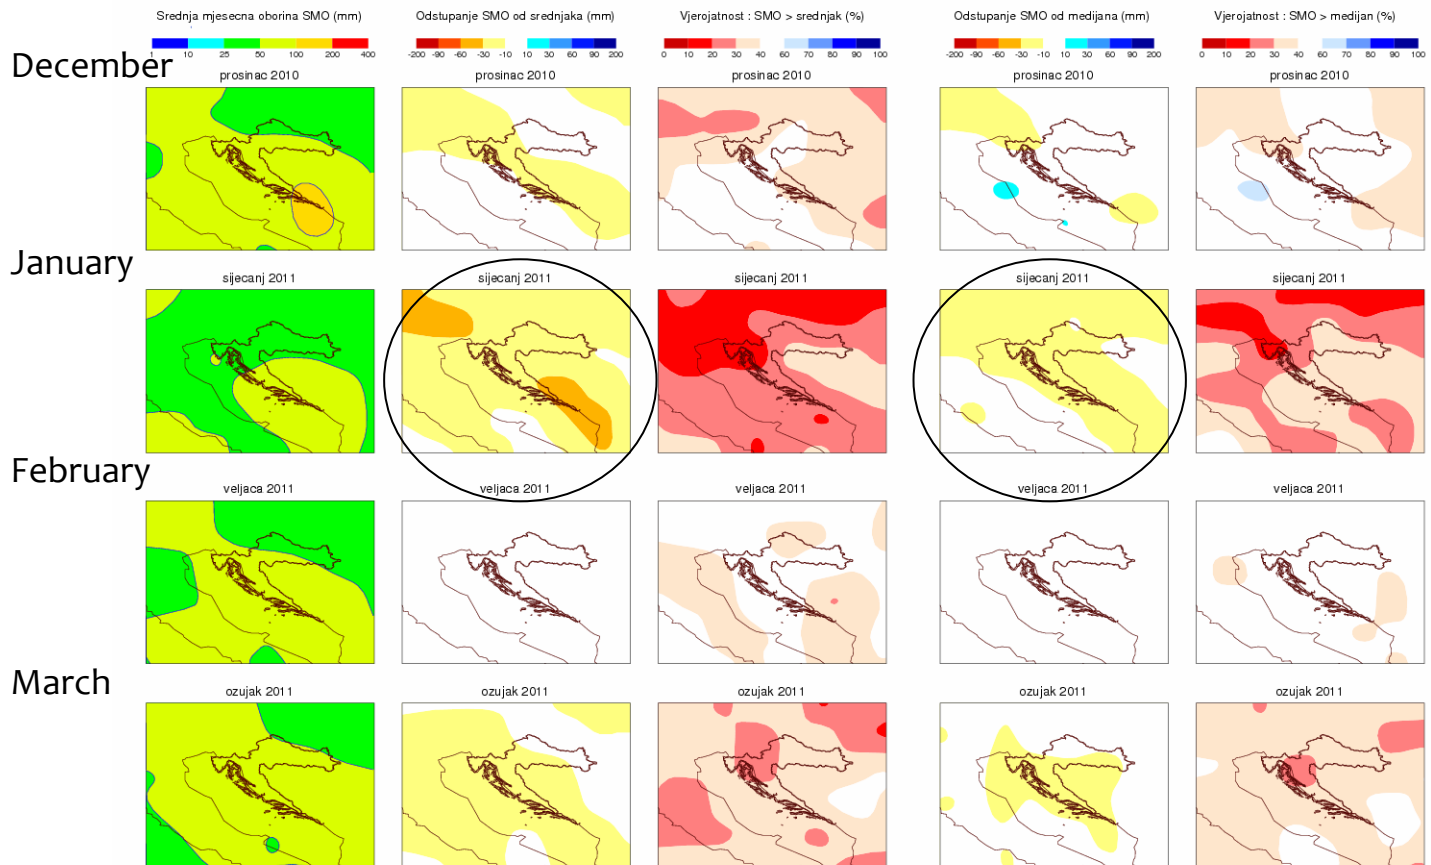 Srednja mjesecna oborina SMO (mm)
Odstupanje SMO od srednjaka (mm)
Vjerojatnost : SMO > srednjak (%)
Odstupanje SMO od medijana (mm)
Vjerojatnost : SMO > medijan (%)
1 10 25 50 100 200 400
-200 -90 -60 -30 -10 10 30 60 90 200
0 10 20 30 40 60 70 80 90 100
-200 -90 -60 -30 -10 10 30 60 90 200
0 10 20 30 40 60 70 80 90 100
December
prosinac 2010
prosinac 2010
prosinac 2010
prosinac 2010
prosinac 2010
January
sijecanj 2011
sijecanj 2011
sijecanj 2011
sijecanj 2011
sijecanj 2011
February
veljaca 2011
veljaca 2011
veljaca 2011
veljaca 2011
veljaca 2011
March
ozujak 2011
ozujak 2011
ozujak 2011
ozujak 2011
ozujak 2011